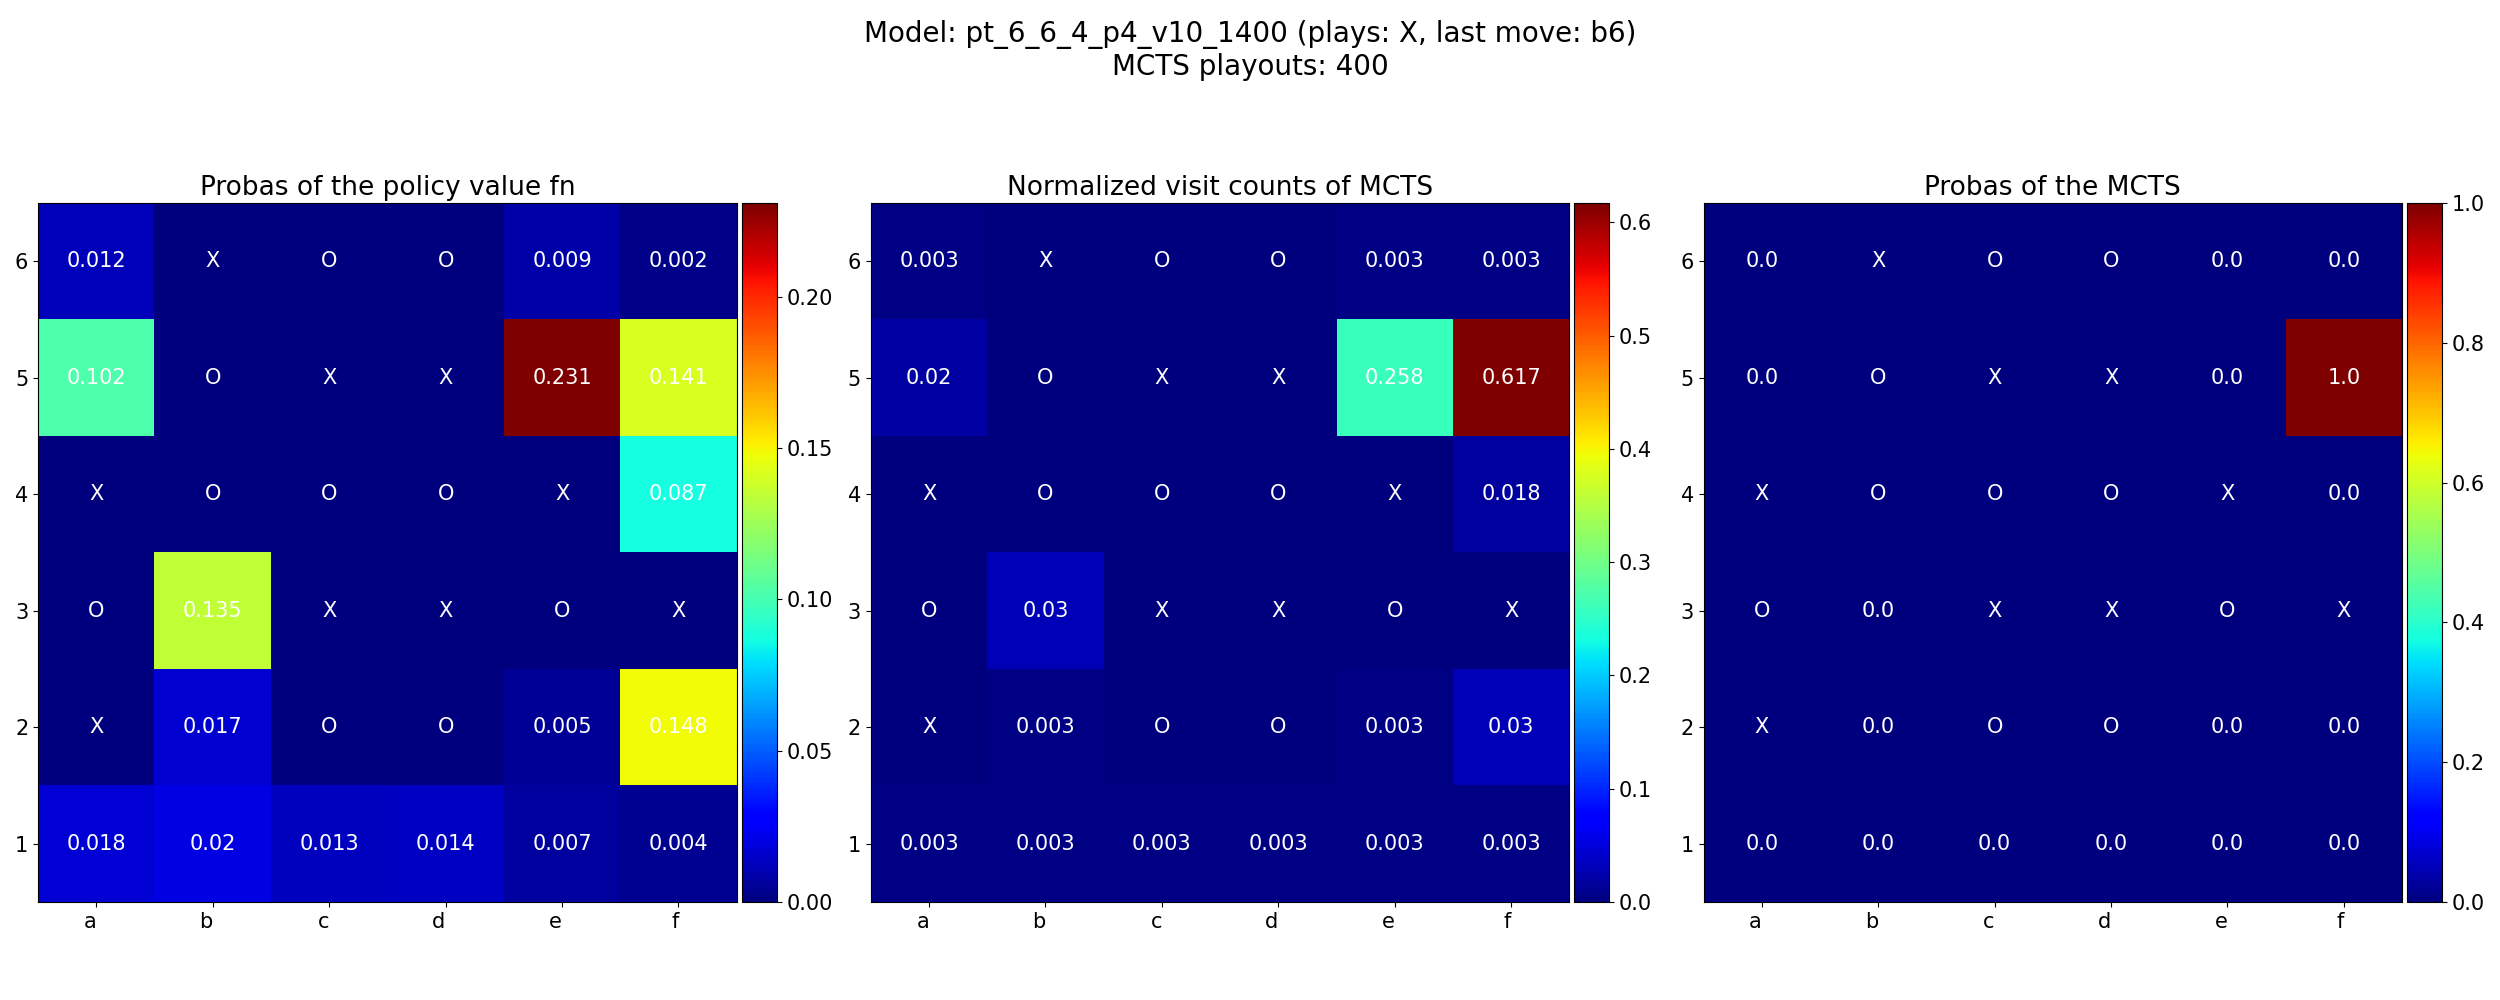 Model: pt_6_6_4_p4_v10_1400 (plays: X, last move: b6)
MCTS playouts: 400
Probas of the policy value fn
6 0.012 X O O 0.009 0.002
5 0.102 O X X 0.231 0.141
4 X O O O X 0.087
3 O 0.135 X X O X
2 X 0.017 O O 0.005 0.148
1 0.018 0.02 0.013 0.014 0.007 0.004
a b c d e f
0.20
0.15
0.10
0.05
0.00
Normalized visit counts of MCTS
6 0.003 X O O 0.003 0.003
5 0.02 O X X 0.258 0.617
4 X O O O X 0.018
3 O 0.03 X X O X
2 X 0.003 O O 0.003 0.03
1 0.003 0.003 0.003 0.003 0.003 0.003
a b c d e f
0.6
0.5
0.4
0.3
0.2
0.1
0.0
Probas of the MCTS
6 0.0 X O O 0.0 0.0
5 0.0 O X X 0.0 1.0
4 X O O O X 0.0
3 O 0.0 X X O X
2 X 0.0 O O 0.0 0.0
1 0.0 0.0 0.0 0.0 0.0 0.0
a b c d e f
1.0
0.8
0.6
0.4
0.2
0.0